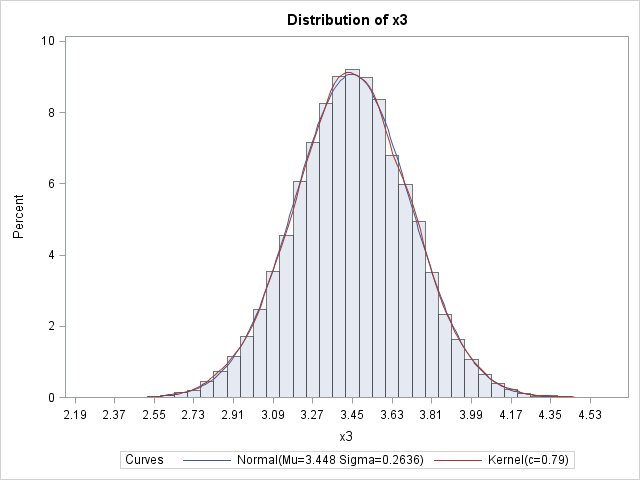 Distribution of x3
10
8
6
4
2
0
Percent
2.19 2.37 2.55 2.73 2.91 3.09 3.27 3.45 3.63 3.81 3.99 4.17 4.35 4.53
x3
Curves Normal(Mu=3.448 Sigma=0.2636) Kernel(c=0.79)